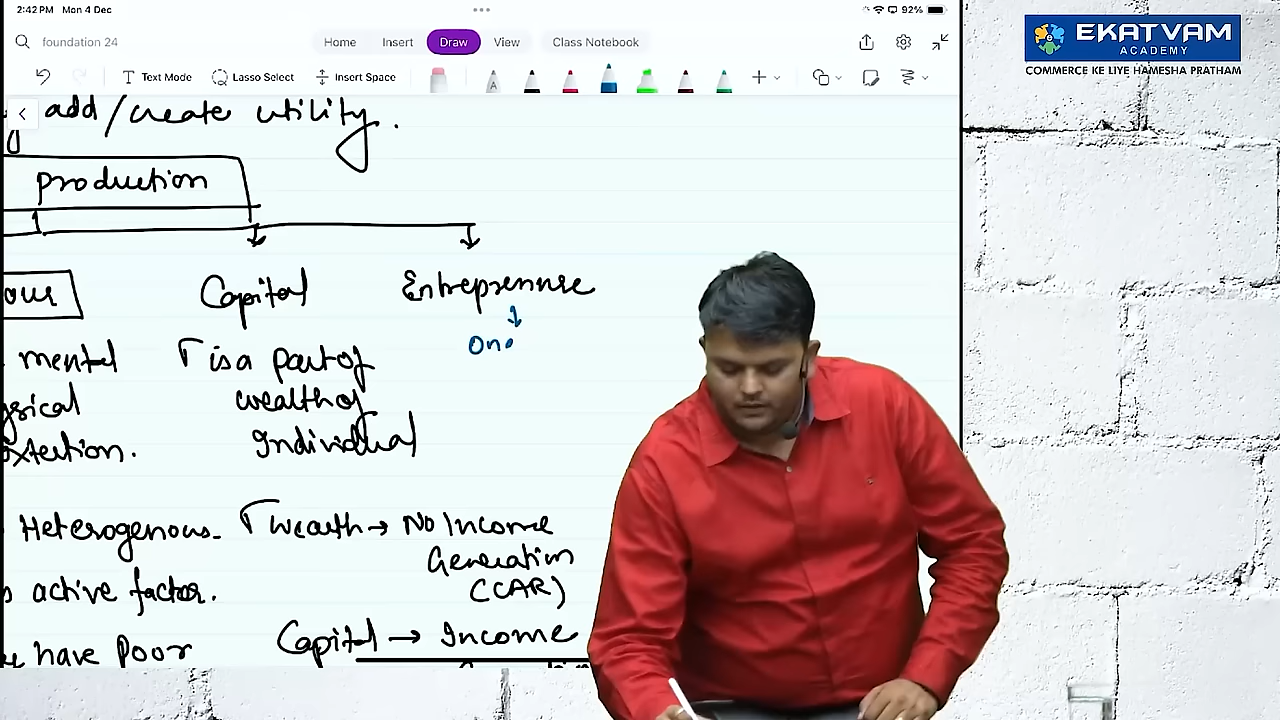 2:42 PM Mon 4 Dec
92%
foundation 24
Home Insert Draw View Class Notebook
Text Mode Lasso Select Insert Space
add/create utility.
production
our Capital Entreprenure
One
mental is a part of
wealth of
Individual
Heterogenous. wealth → No Income
Generation
(CAR)
active factor.
have Poor Capital → Income
EKATVAM
ACADEMY
COMMERCE KE LIYE HAMESHA PRATHAM